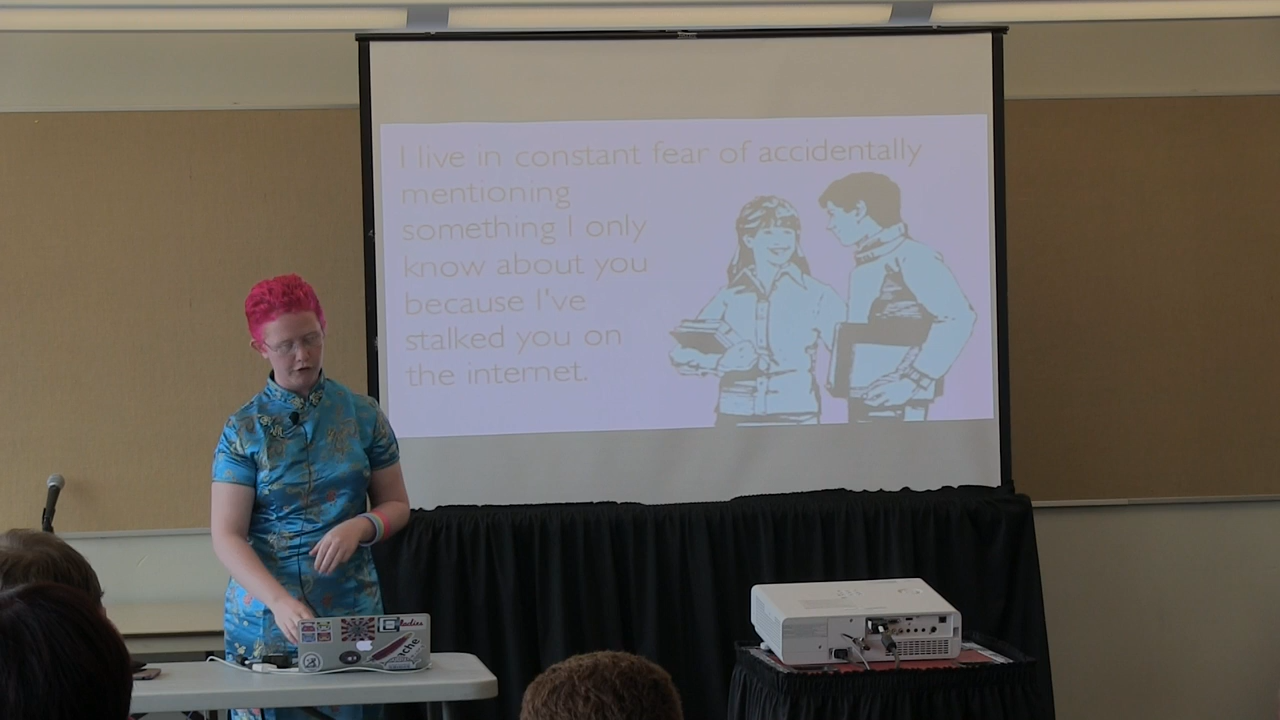 I live in constant fear of accidentally
mentioning
something I only
know about you
because I've
stalked you on
the internet.
ladies